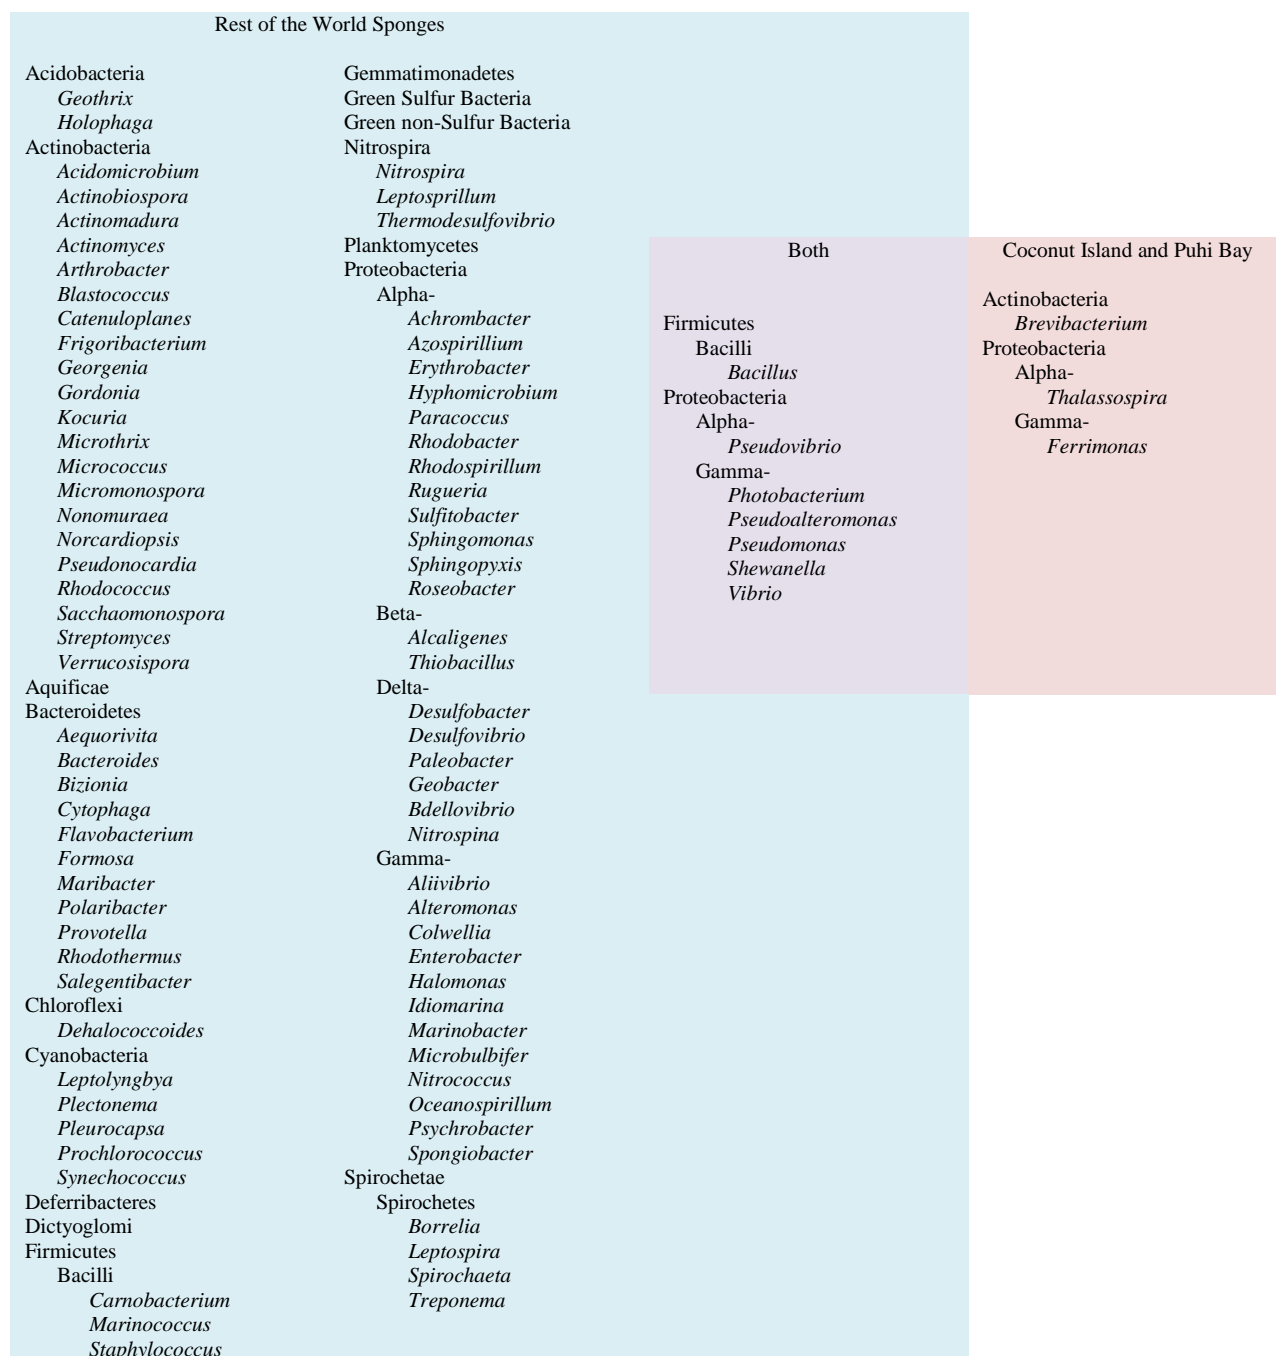 Rest of the World Sponges
Acidobacteria
Geothrix
Holophaga
Actinobacteria
Acidomicrobium
Actinobiospora
Actinomadura
Actinomyces
Arthrobacter
Blastococcus
Catenuloplanes
Frigoribacterium
Georgenia
Gordonia
Kocuria
Microthrix
Micrococcus
Micromonospora
Nonomuraea
Norcardiopsis
Pseudonocardia
Rhodococcus
Sacchaomonospora
Streptomyces
Verrucosispora
Aquificae
Bacteroidetes
Aequorivita
Bacteroides
Bizionia
Cytophaga
Flavobacterium
Formosa
Maribacter
Polaribacter
Provotella
Rhodothermus
Salegentibacter
Chloroflexi
Dehalococcoides
Cyanobacteria
Leptolyngbya
Plectonema
Pleurocapsa
Prochlorococcus
Synechococcus
Deferribacteres
Dictyoglomi
Firmicutes
Bacilli
Carnobacterium
Marinococcus
Staphylococcus
Gemmatimonadetes
Green Sulfur Bacteria
Green non-Sulfur Bacteria
Nitrospira
Nitrospira
Leptosprillum
Thermodesulfovibrio
Planktomycetes
Proteobacteria
Alpha-
Achrombacter
Azospirillium
Erythrobacter
Hyphomicrobium
Paracoccus
Rhodobacter
Rhodospirillum
Rugueria
Sulfitobacter
Sphingomonas
Sphingopyxis
Roseobacter
Beta-
Alcaligenes
Thiobacillus
Delta-
Desulfobacter
Desulfovibrio
Paleobacter
Geobacter
Bdellovibrio
Nitrospina
Gamma-
Aliivibrio
Alteromonas
Colwellia
Enterobacter
Halomonas
Idiomarina
Marinobacter
Microbulbifer
Nitrococcus
Oceanospirillum
Psychrobacter
Spongiobacter
Spirochetae
Spirochetes
Borrelia
Leptospira
Spirochaeta
Treponema
Both
Firmicutes
Bacilli
Bacillus
Proteobacteria
Alpha-
Pseudovibrio
Gamma-
Photobacterium
Pseudoalteromonas
Pseudomonas
Shewanella
Vibrio
Coconut Island and Puhi Bay
Actinobacteria
Brevibacterium
Proteobacteria
Alpha-
Thalassospira
Gamma-
Ferrimonas